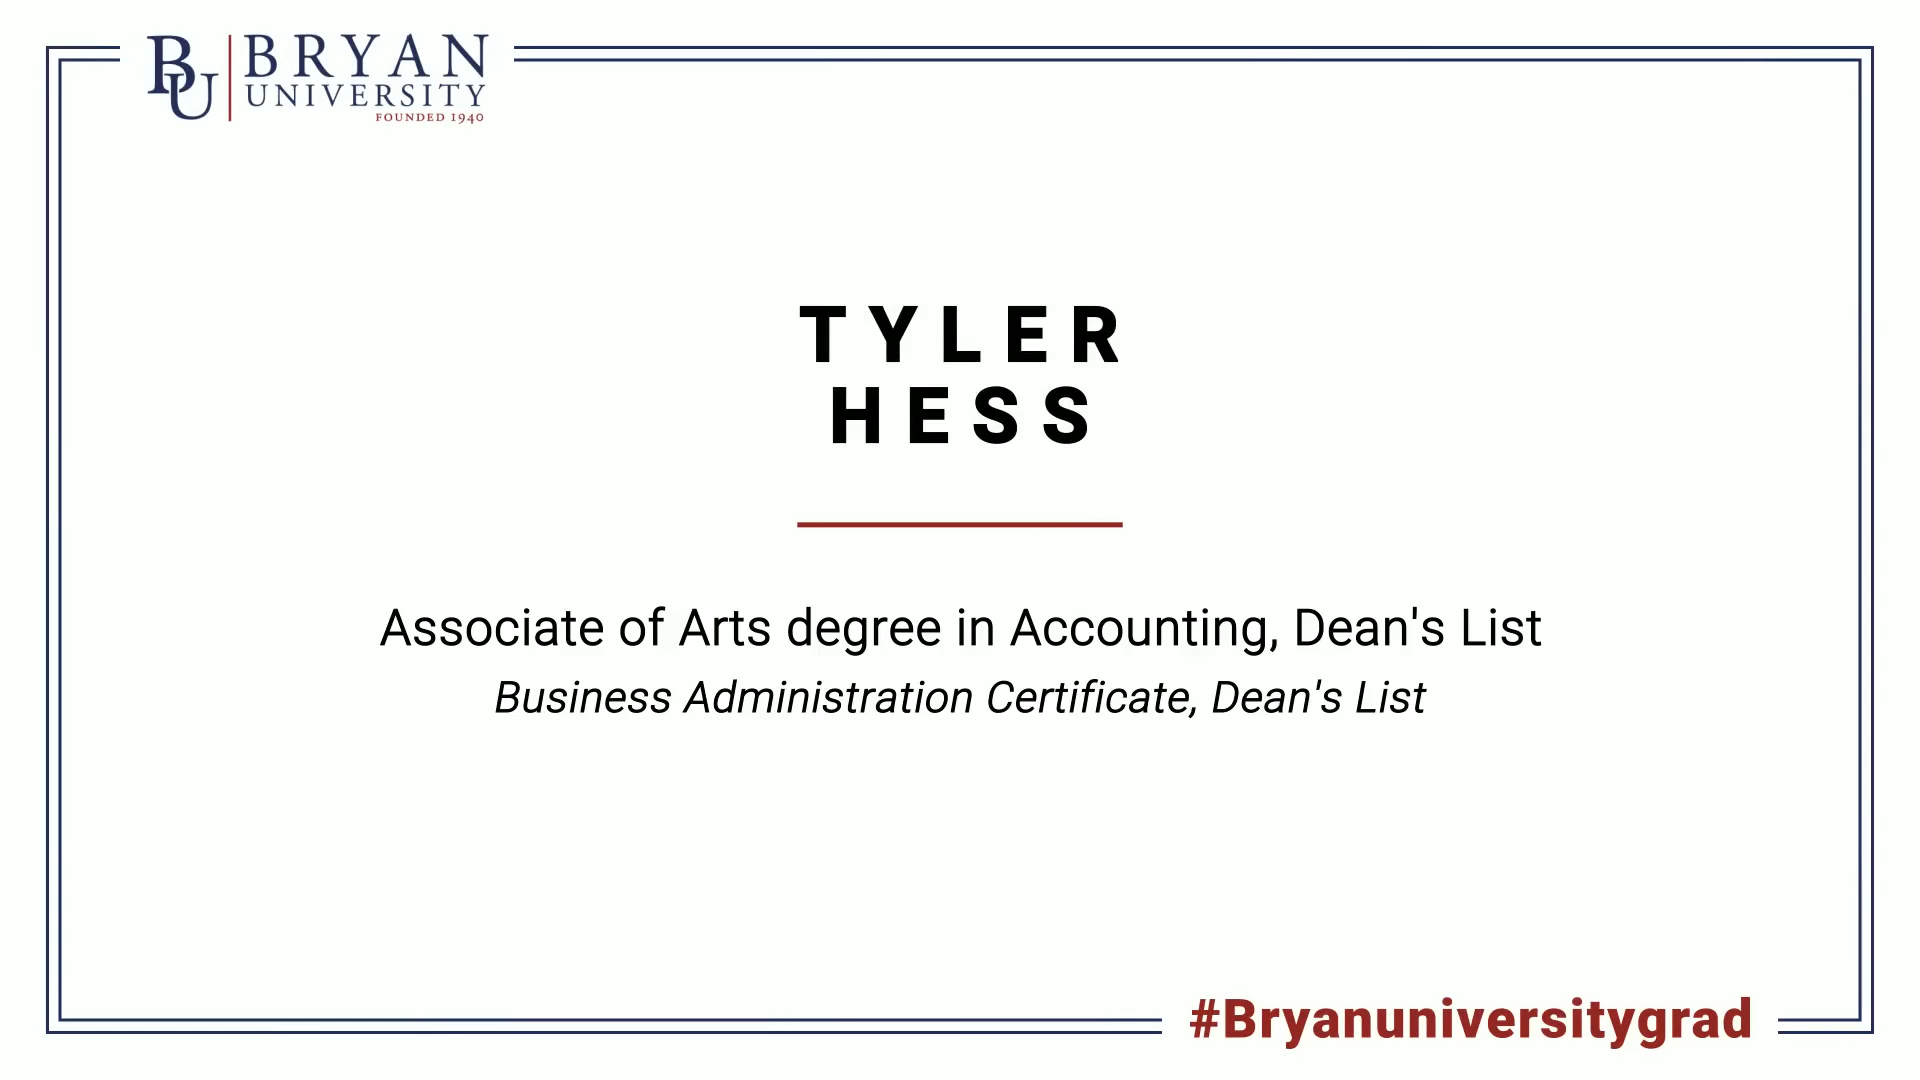 BU
BRYAN
UNIVERSITY
FOUNDED 1940
TYLER
HESS
Associate of Arts degree in Accounting, Dean's List
Business Administration Certificate, Dean's List
#Bryanuniversitygrad